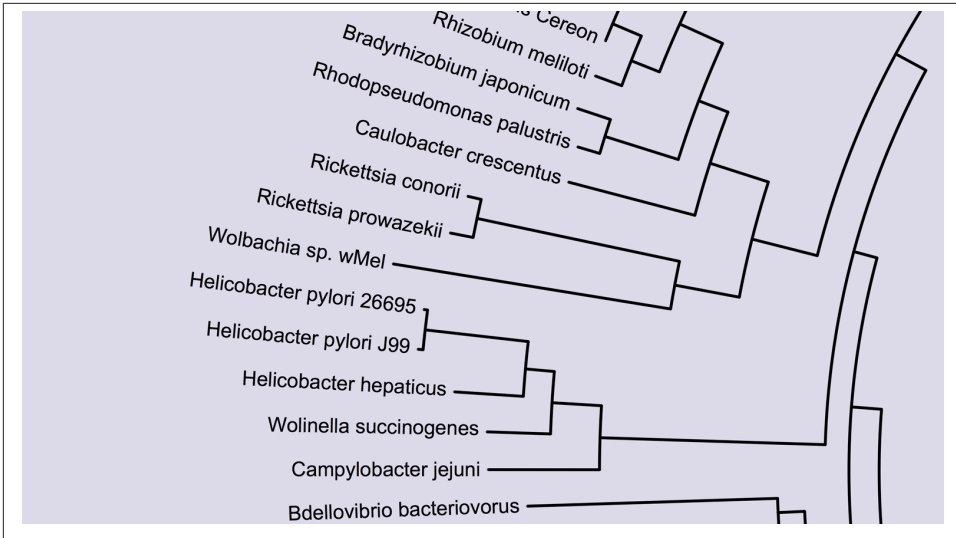 Cereon
Rhizobium meliloti
Bradyrhizobium japonicum
Rhodopseudomonas palustris
Caulobacter crescentus
Rickettsia conorii
Rickettsia prowazekii
Wolbachia sp. wMel
Helicobacter pylori 26695
Helicobacter pylori J99
Helicobacter hepaticus
Wolinella succinogenes
Campylobacter jejuni
Bdellovibrio bacteriovorus